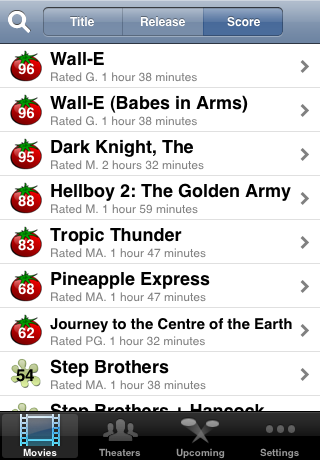 Title Release Score
96 Wall-E
Rated G. 1 hour 38 minutes
96 Wall-E (Babes in Arms)
Rated G. 1 hour 38 minutes
95 Dark Knight, The
Rated M. 2 hours 32 minutes
88 Hellboy 2: The Golden Army
Rated M. 1 hour 59 minutes
83 Tropic Thunder
Rated MA. 1 hour 47 minutes
68 Pineapple Express
Rated MA. 1 hour 47 minutes
62 Journey to the Centre of the Earth
Rated PG. 1 hour 32 minutes
54 Step Brothers
Rated MA. 1 hour 38 minutes
Step Brothers + Hancock
Movies Theaters Upcoming Settings